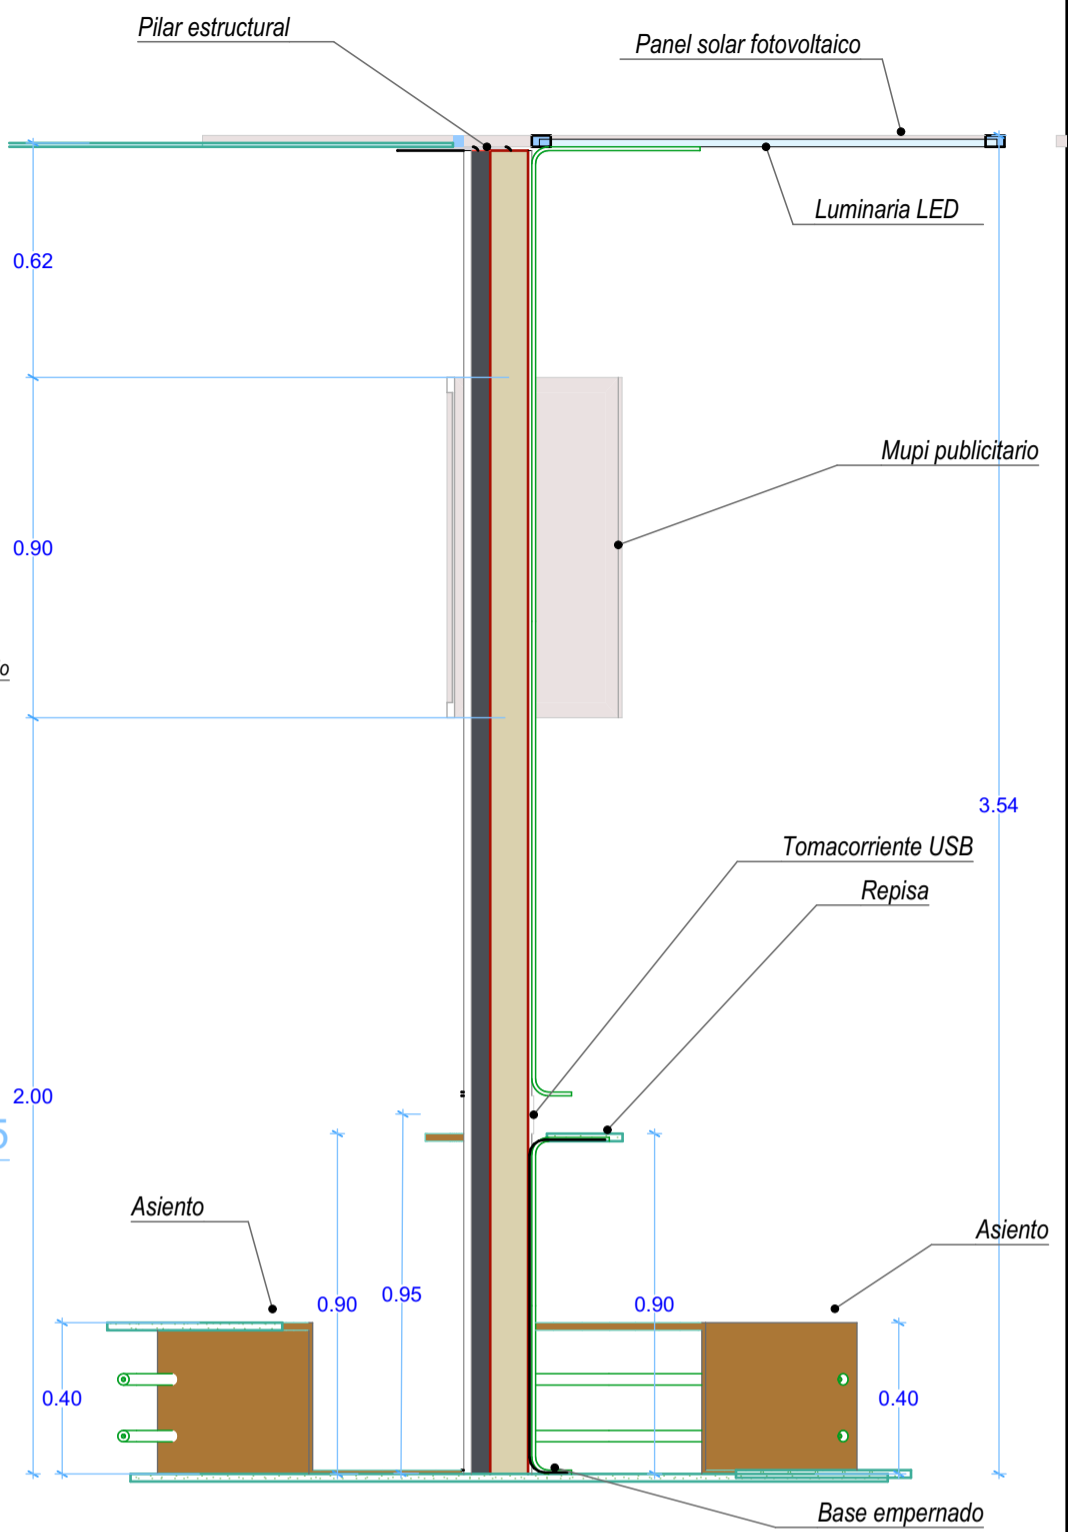 Pilar estructural
Panel solar fotovoltaico
Luminaria LED
0.62
Mupi publicitario
0.90
o
3.54
Tomacorriente USB
Repisa
2.00
Asiento
Asiento
0.95
0.90
0.90
0.40
0.40
Base empernado